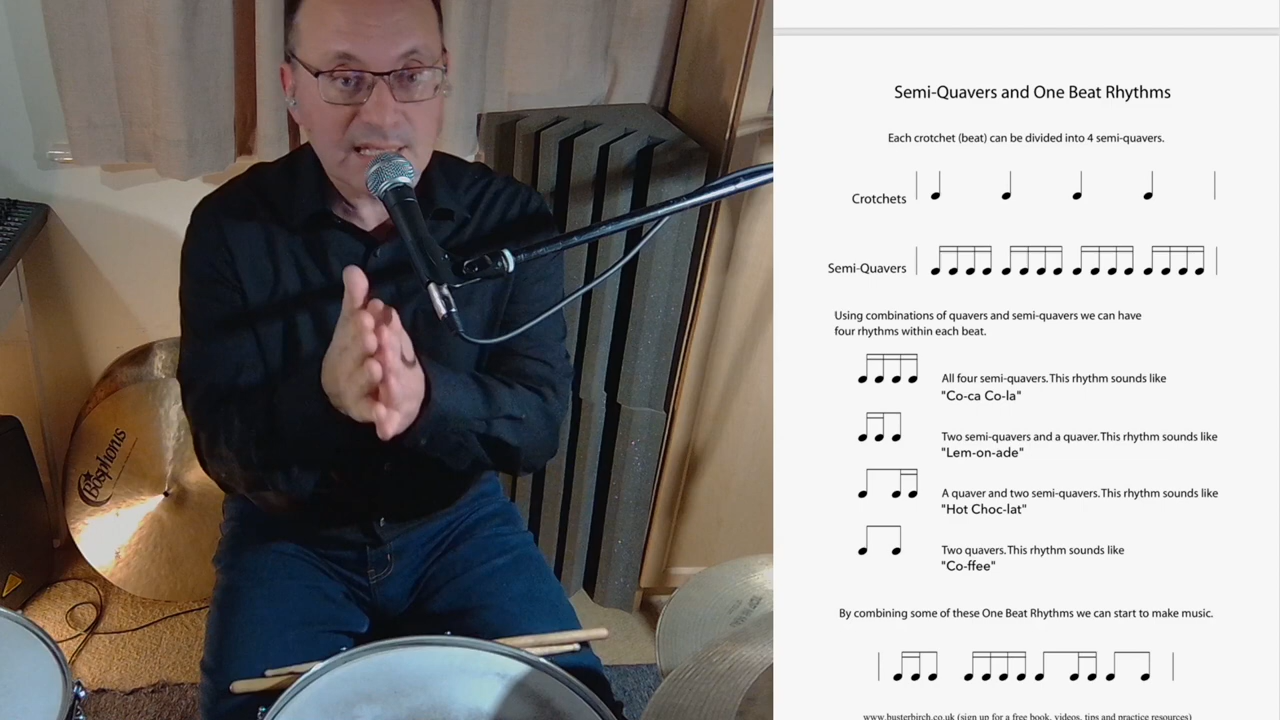 Bosphorus
Semi-Quavers and One Beat Rhythms
Each crotchet (beat) can be divided into 4 semi-quavers.
Crotchets
Semi-Quavers
Using combinations of quavers and semi-quavers we can have
four rhythms within each beat.
All four semi-quavers. This rhythm sounds like
"Co-ca Co-la"
Two semi-quavers and a quaver. This rhythm sounds like
"Lem-on-ade"
A quaver and two semi-quavers. This rhythm sounds like
"Hot Choc-lat"
Two quavers. This rhythm sounds like
"Co-ffee"
By combining some of these One Beat Rhythms we can start to make music.
www.busterbirch.co.uk (sign up for a free book, videos, tips and practice resources)